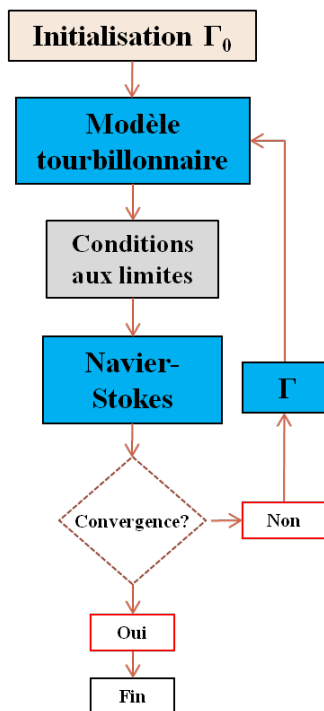 Initialisation Γ₀
Modèle
tourbillonnaire
Conditions
aux limites
Navier-
Stokes
Γ
Convergence?
Non
Oui
Fin